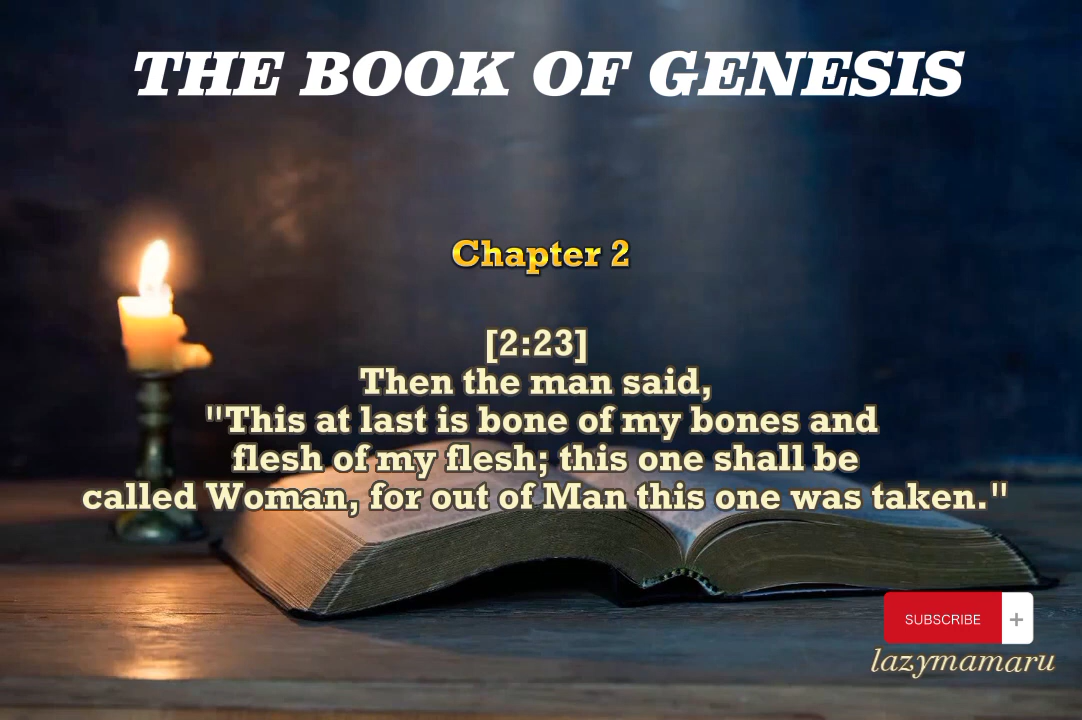 THE BOOK OF GENESIS
Chapter 2
[2:23]
Then the man said,
"This at last is bone of my bones and
flesh of my flesh; this one shall be
called Woman, for out of Man this one was taken."
SUBSCRIBE +
lazymamaru